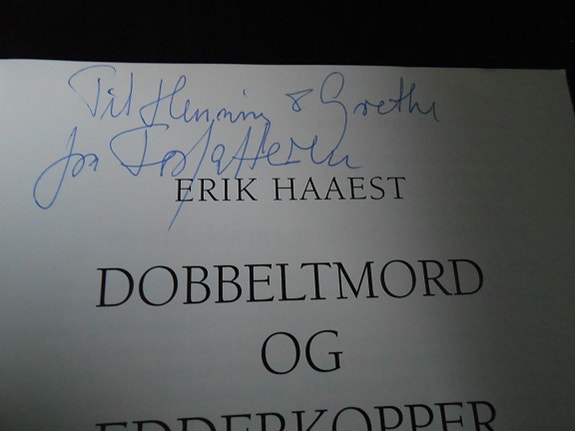 Til Henning & Grethe
fra Forfatteren
ERIK HAAEST
DOBBELTMORD
OG
EDDERKOPPER